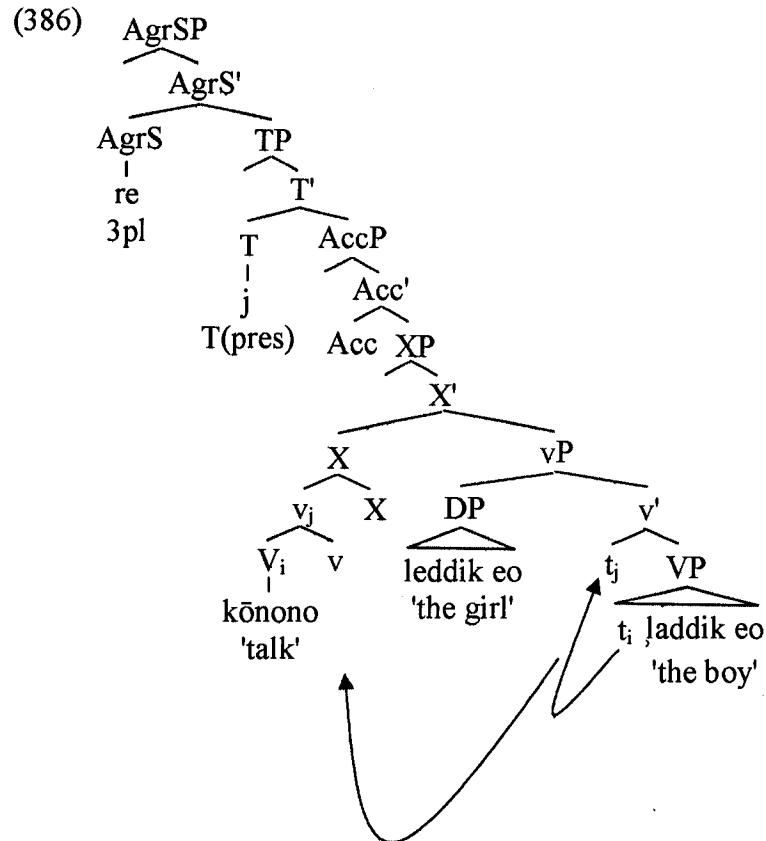 (386) AgrSP
AgrS'
AgrS TP
re T'
3pl
T AccP
j Acc'
T(pres) Acc XP
X'
X vP
vj X DP v'
Vi v leddik eo tj VP
kōnono 'the girl' ti ļaddik eo
'talk' 'the boy'